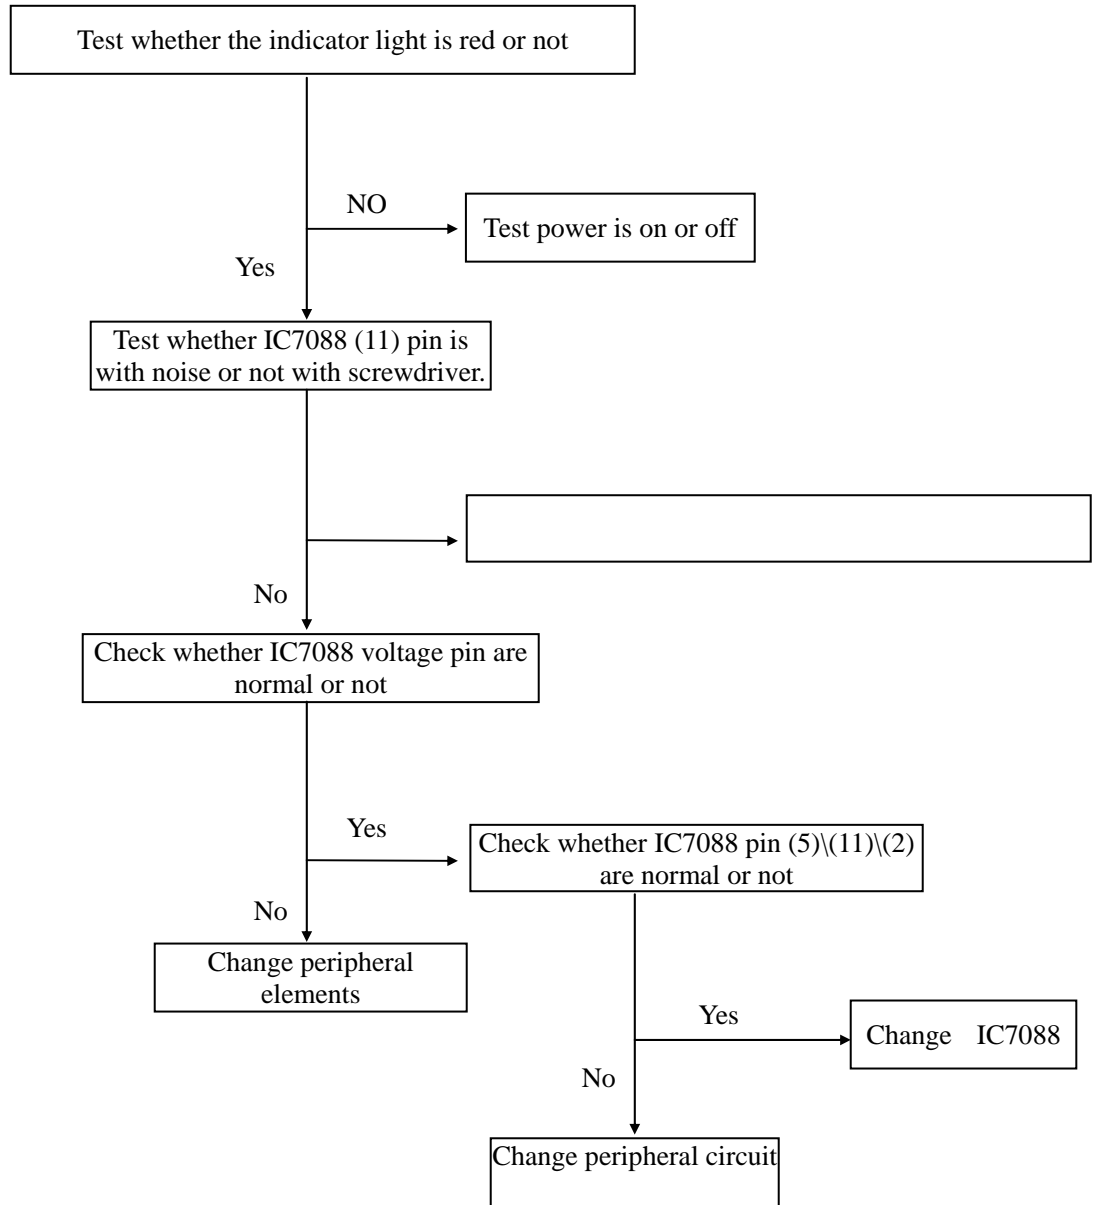 Test whether the indicator light is red or not
NO
Test power is on or off
Yes
Test whether IC7088 (11) pin is
with noise or not with screwdriver.
No
Check whether IC7088 voltage pin are
normal or not
Yes
Check whether IC7088 pin (5)\(11)\(2)
are normal or not
No
Change peripheral
elements
Yes
Change IC7088
No
Change peripheral circuit